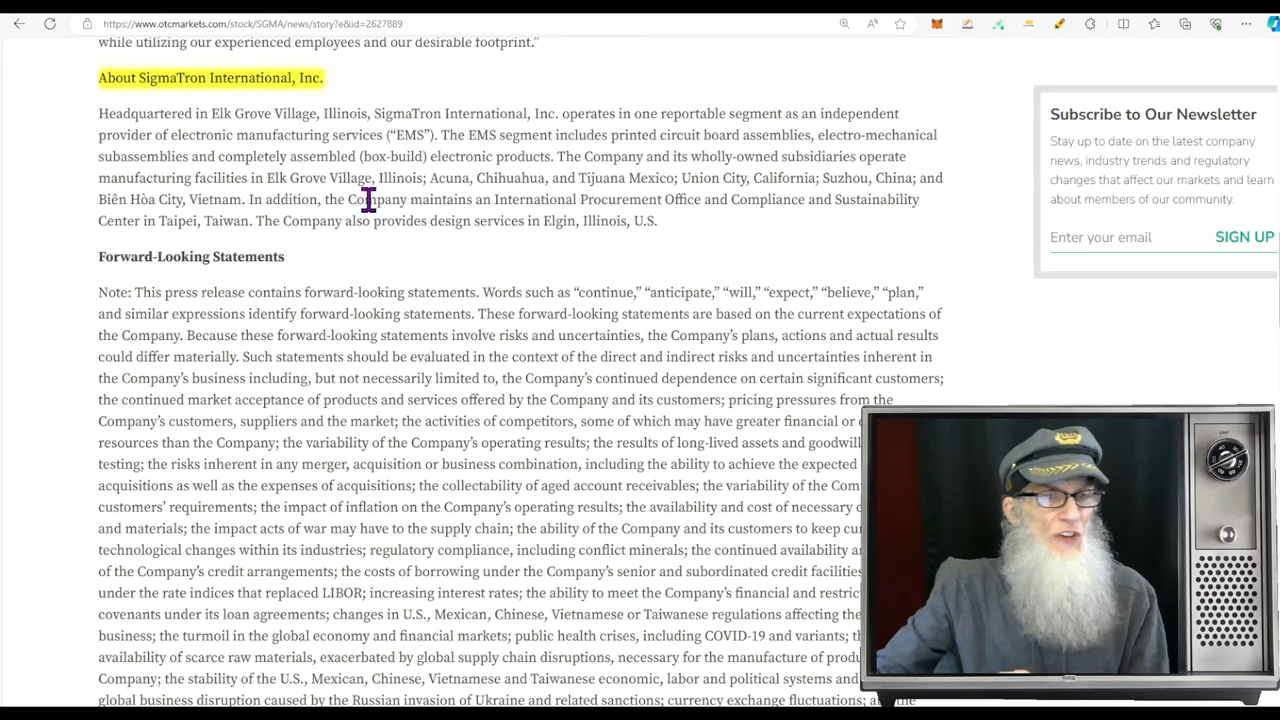 https://www.otcmarkets.com/stock/SGMA/news/story?e&id=2627889
while utilizing our experienced employees and our desirable footprint.”
About SigmaTron International, Inc.
Headquartered in Elk Grove Village, Illinois, SigmaTron International, Inc. operates in one reportable segment as an independent
provider of electronic manufacturing services (“EMS”). The EMS segment includes printed circuit board assemblies, electro-mechanical
subassemblies and completely assembled (box-build) electronic products. The Company and its wholly-owned subsidiaries operate
manufacturing facilities in Elk Grove Village, Illinois; Acuna, Chihuahua, and Tijuana Mexico; Union City, California; Suzhou, China; and
Biên Hòa City, Vietnam. In addition, the Company maintains an International Procurement Office and Compliance and Sustainability
Center in Taipei, Taiwan. The Company also provides design services in Elgin, Illinois, U.S.
Forward-Looking Statements
Note: This press release contains forward-looking statements. Words such as “continue,” “anticipate,” “will,” “expect,” “believe,” “plan,”
and similar expressions identify forward-looking statements. These forward-looking statements are based on the current expectations of
the Company. Because these forward-looking statements involve risks and uncertainties, the Company’s plans, actions and actual results
could differ materially. Such statements should be evaluated in the context of the direct and indirect risks and uncertainties inherent in
the Company’s business including, but not necessarily limited to, the Company’s continued dependence on certain significant customers;
the continued market acceptance of products and services offered by the Company and its customers; pricing pressures from the
Company’s customers, suppliers and the market; the activities of competitors, some of which may have greater financial or
resources than the Company; the variability of the Company’s operating results; the results of long-lived assets and goodwill
testing; the risks inherent in any merger, acquisition or business combination, including the ability to achieve the expected
acquisitions as well as the expenses of acquisitions; the collectability of aged account receivables; the variability of the
customers’ requirements; the impact of inflation on the Company’s operating results; the availability and cost of necessary
and materials; the impact acts of war may have to the supply chain; the ability of the Company and its customers to keep
technological changes within its industries; regulatory compliance, including conflict minerals; the continued availability
of the Company’s credit arrangements; the costs of borrowing under the Company’s senior and subordinated credit facilities
under the rate indices that replaced LIBOR; increasing interest rates; the ability to meet the Company’s financial and
covenants under its loan agreements; changes in U.S., Mexican, Chinese, Vietnamese or Taiwanese regulations affecting the
business; the turmoil in the global economy and financial markets; public health crises, including COVID-19 and variants;
availability of scarce raw materials, exacerbated by global supply chain disruptions, necessary for the manufacture of
Company; the stability of the U.S., Mexican, Chinese, Vietnamese and Taiwanese economic, labor and political systems and
global business disruption caused by the Russian invasion of Ukraine and related sanctions; currency exchange fluctuations;
Subscribe to Our Newsletter
Stay up to date on the latest company
news, industry trends and regulatory
changes that affect our markets and learn
about members of our community.
Enter your email SIGN UP